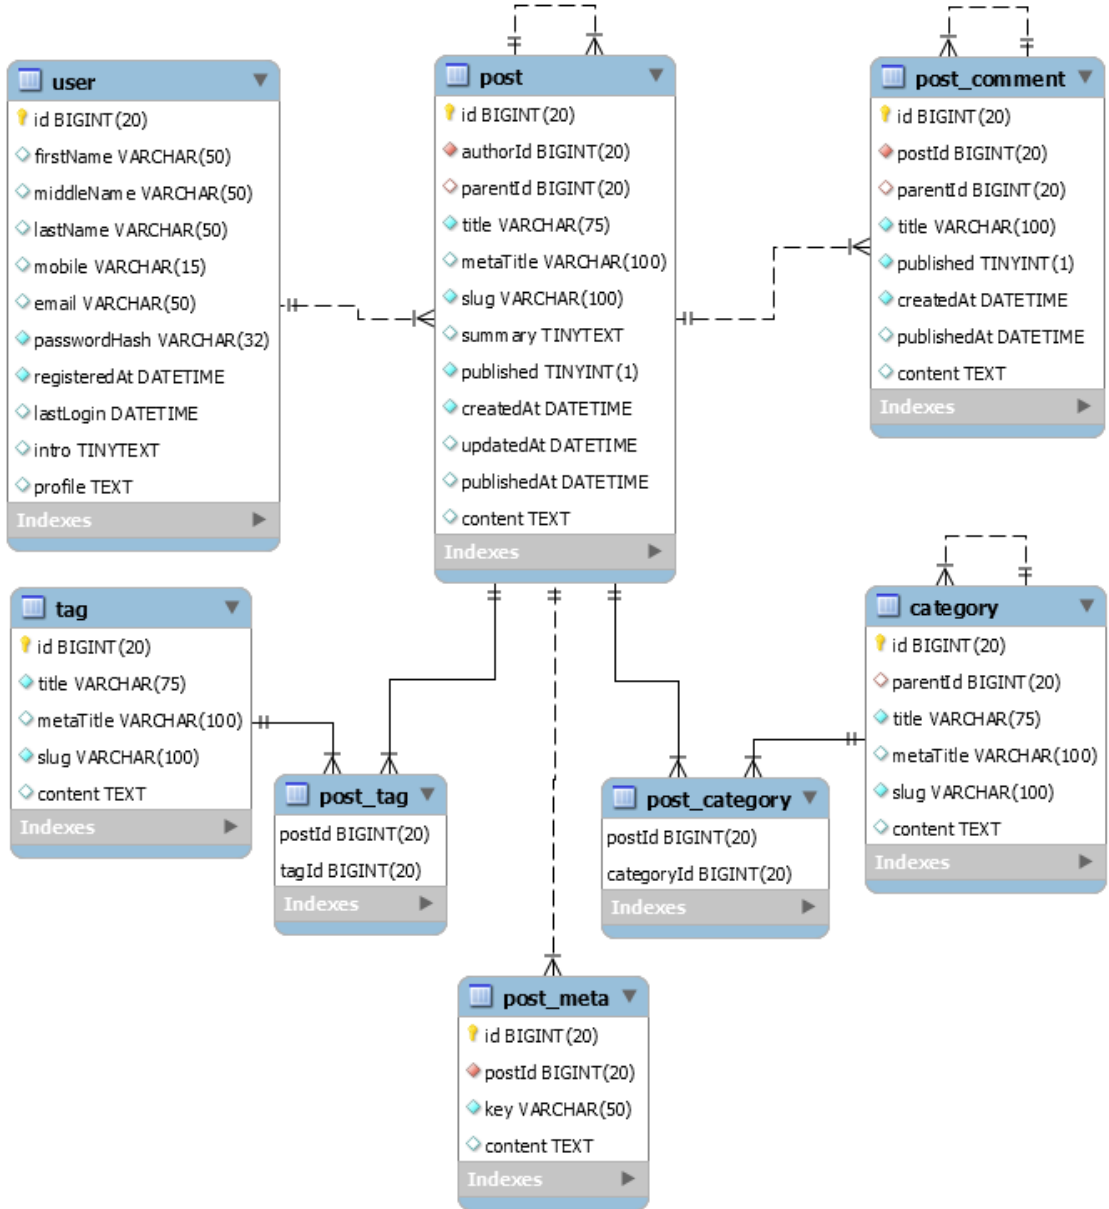 user
id BIGINT(20)
firstName VARCHAR(50)
middleName VARCHAR(50)
lastName VARCHAR(50)
mobile VARCHAR(15)
email VARCHAR(50)
passwordHash VARCHAR(32)
registeredAt DATETIME
lastLogin DATETIME
intro TINYTEXT
profile TEXT
Indexes
post
id BIGINT(20)
authorId BIGINT(20)
parentId BIGINT(20)
title VARCHAR(75)
metaTitle VARCHAR(100)
slug VARCHAR(100)
summary TINYTEXT
published TINYINT(1)
createdAt DATETIME
updatedAt DATETIME
publishedAt DATETIME
content TEXT
Indexes
post_comment
id BIGINT(20)
postId BIGINT(20)
parentId BIGINT(20)
title VARCHAR(100)
published TINYINT(1)
createdAt DATETIME
publishedAt DATETIME
content TEXT
Indexes
tag
id BIGINT(20)
title VARCHAR(75)
metaTitle VARCHAR(100)
slug VARCHAR(100)
content TEXT
Indexes
post_tag
postId BIGINT(20)
tagId BIGINT(20)
Indexes
post_category
postId BIGINT(20)
categoryId BIGINT(20)
Indexes
category
id BIGINT(20)
parentId BIGINT(20)
title VARCHAR(75)
metaTitle VARCHAR(100)
slug VARCHAR(100)
content TEXT
Indexes
post_meta
id BIGINT(20)
postId BIGINT(20)
key VARCHAR(50)
content TEXT
Indexes